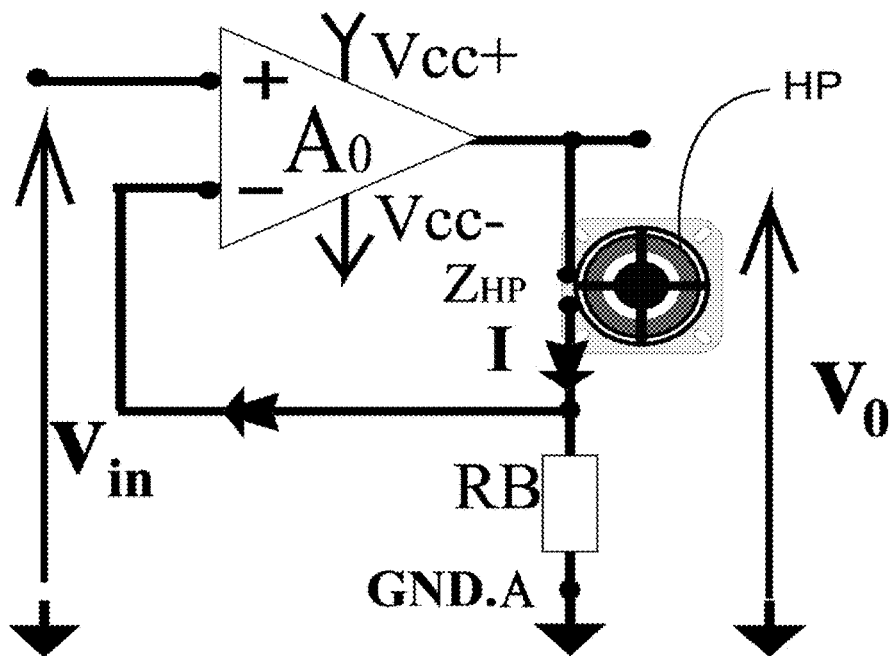 Vcc+
HP
+
A0
-
Vcc-
ZHP
I
Vin
V0
RB
GND.A